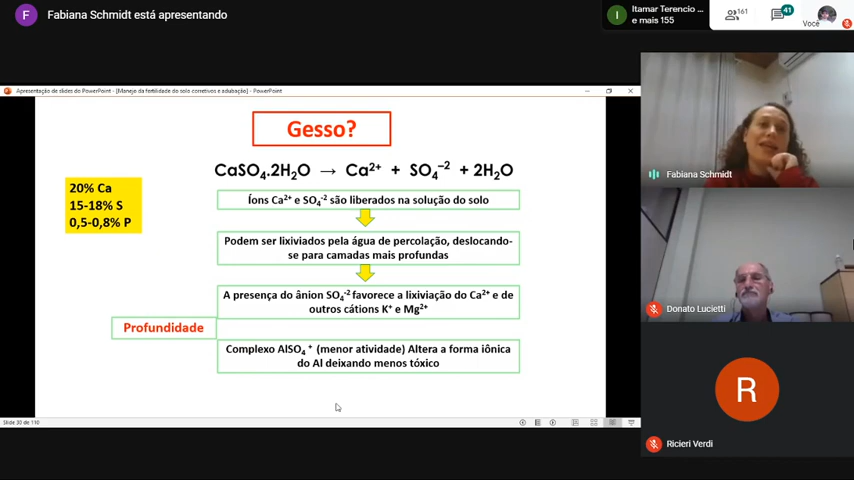 F Fabiana Schmidt está apresentando
I Itamar Terencio ...
e mais 155
161
41
Você
Apresentação de slides do PowerPoint - [Manejo da fertilidade do solo corretivos e adubação] - PowerPoint
Gesso?
CaSO₄.2H₂O → Ca²⁺ + SO₄⁻² + 2H₂O
20% Ca
15-18% S
0,5-0,8% P
Íons Ca²⁺ e SO₄⁻² são liberados na solução do solo
Podem ser lixiviados pela água de percolação, deslocando-
se para camadas mais profundas
A presença do ânion SO₄⁻² favorece a lixiviação do Ca²⁺ e de
outros cátions K⁺ e Mg²⁺
Profundidade
Complexo AlSO₄⁺ (menor atividade) Altera a forma iônica
do Al deixando menos tóxico
Slide 30 de 110
Fabiana Schmidt
Donato Lucietti
R
Ricieri Verdi